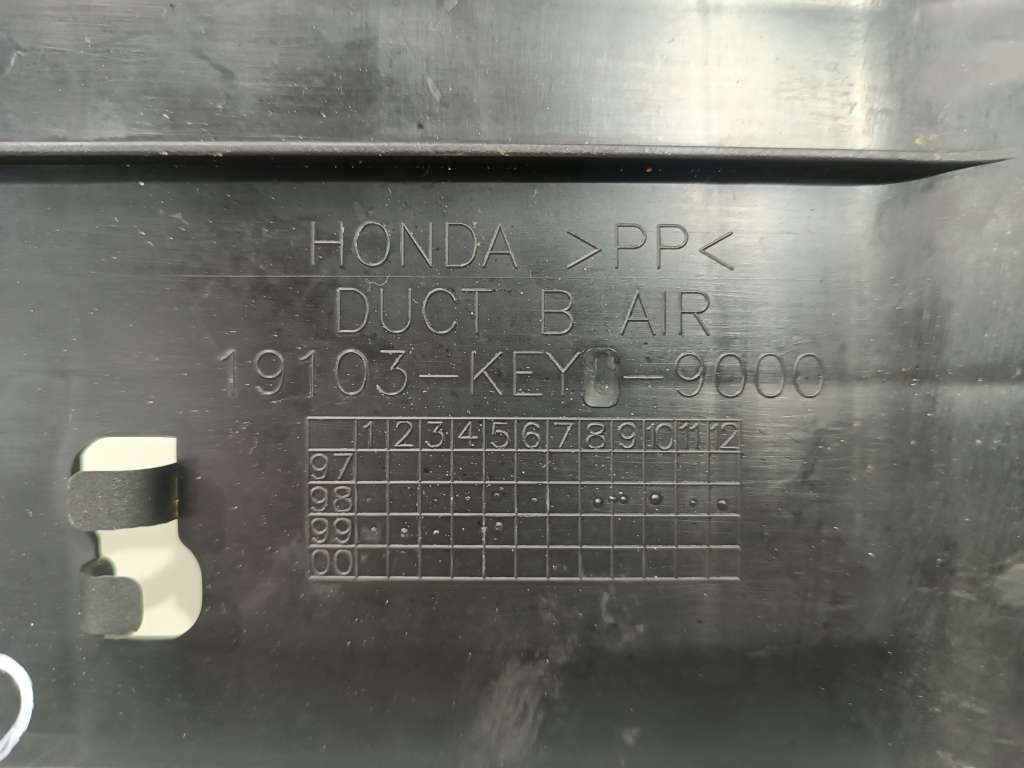 HONDA >PP<
DUCT B AIR
19103-KEY0-9000
1 2 3 4 5 6 7 8 9 10 11 12
97
98
99
00